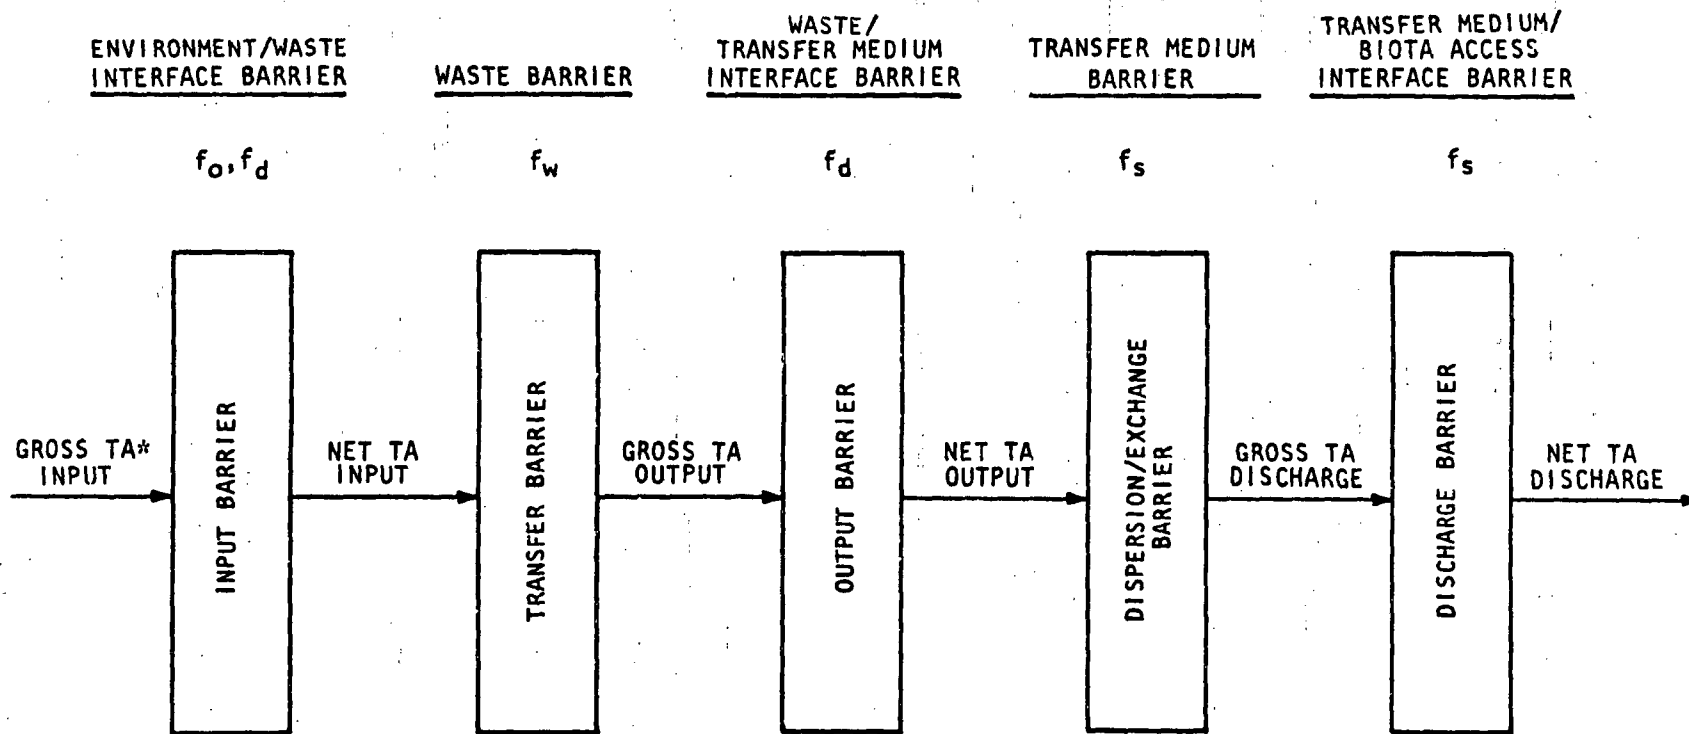 ENVIRONMENT/WASTE
INTERFACE BARRIER
WASTE BARRIER
WASTE/
TRANSFER MEDIUM
INTERFACE BARRIER
TRANSFER MEDIUM
BARRIER
TRANSFER MEDIUM/
BIOTA ACCESS
INTERFACE BARRIER
fo,fd
fw
fd
fs
fs
GROSS TA*
INPUT
INPUT BARRIER
NET TA
INPUT
TRANSFER BARRIER
GROSS TA
OUTPUT
OUTPUT BARRIER
NET TA
OUTPUT
DISPERSION/EXCHANGE
BARRIER
GROSS TA
DISCHARGE
DISCHARGE BARRIER
NET TA
DISCHARGE